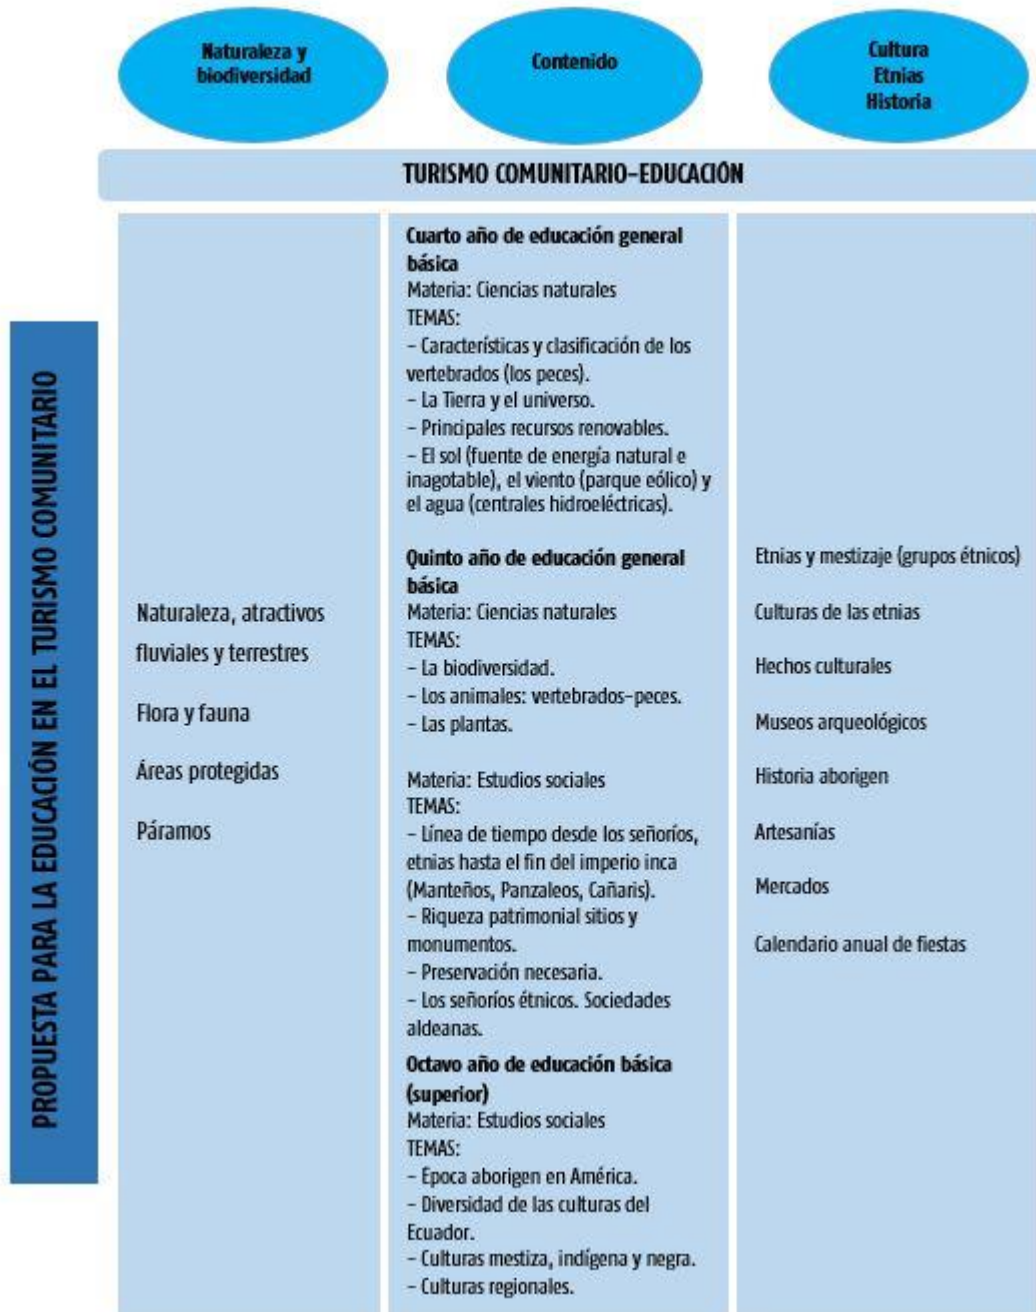 Naturaleza y
biodiversidad
Contenido
Cultura
Etnias
Historia
TURISMO COMUNITARIO-EDUCACIÓN
PROPUESTA PARA LA EDUCACIÓN EN EL TURISMO COMUNITARIO
Naturaleza, atractivos
fluviales y terrestres
Flora y fauna
Áreas protegidas
Páramos
Cuarto año de educación general
básica
Materia: Ciencias naturales
TEMAS:
– Características y clasificación de los
vertebrados (los peces).
– La Tierra y el universo.
– Principales recursos renovables.
– El sol (fuente de energía natural e
inagotable), el viento (parque eólico) y
el agua (centrales hidroeléctricas).
Quinto año de educación general
básica
Materia: Ciencias naturales
TEMAS:
– La biodiversidad.
– Los animales: vertebrados-peces.
– Las plantas.
Materia: Estudios sociales
TEMAS:
– Línea de tiempo desde los señoríos,
etnias hasta el fin del imperio inca
(Manteños, Panzaleos, Cañaris).
– Riqueza patrimonial sitios y
monumentos.
– Preservación necesaria.
– Los señoríos étnicos. Sociedades
aldeanas.
Octavo año de educación básica
(superior)
Materia: Estudios sociales
TEMAS:
– Época aborigen en América.
– Diversidad de las culturas del
Ecuador.
– Culturas mestiza, indígena y negra.
– Culturas regionales.
Etnias y mestizaje (grupos étnicos)
Culturas de las etnias
Hechos culturales
Museos arqueológicos
Historia aborigen
Artesanías
Mercados
Calendario anual de fiestas